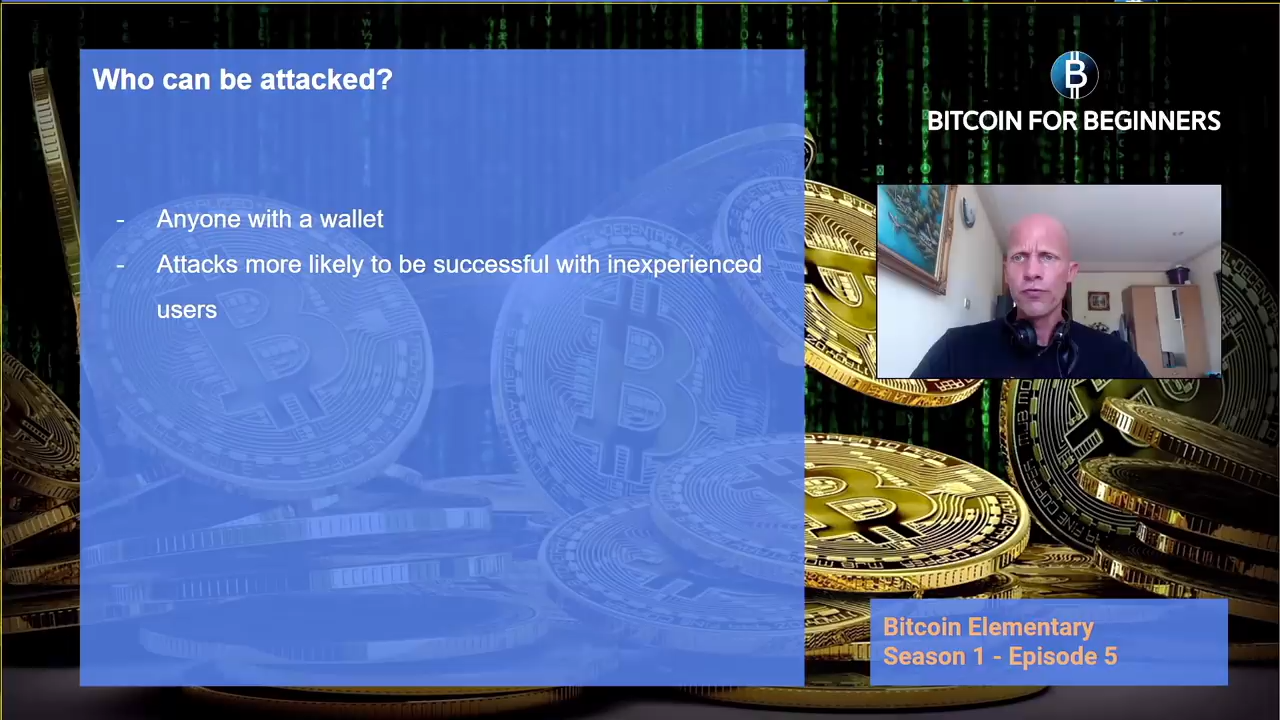 Who can be attacked?
- Anyone with a wallet
- Attacks more likely to be successful with inexperienced
users
BITCOIN FOR BEGINNERS
Bitcoin Elementary
Season 1 - Episode 5